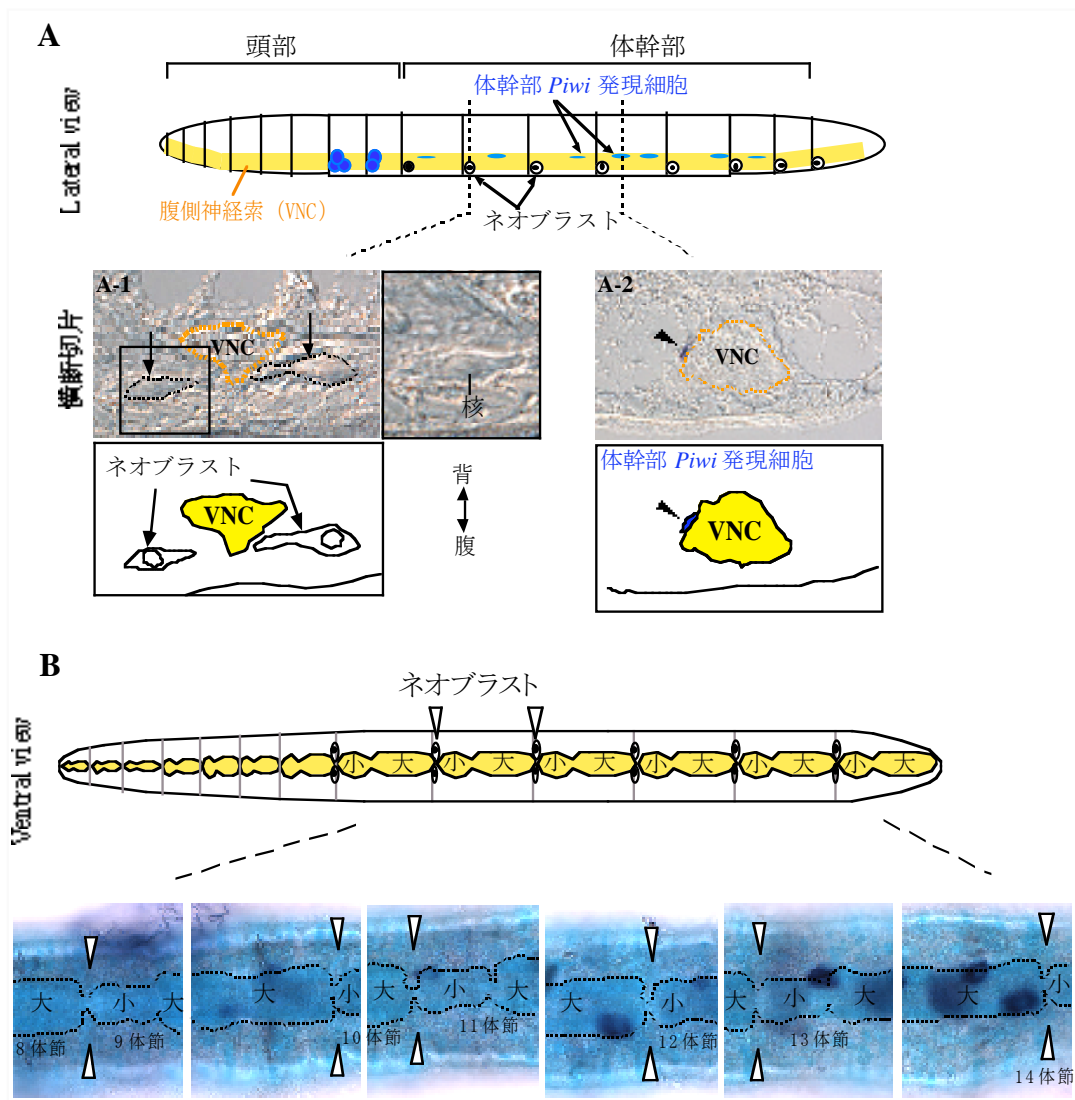 A
頭部
体幹部
体幹部 Piwi 発現細胞
Lateral view
腹側神経索 (VNC)
ネオブラスト
横断切片
A-1
VNC
核
A-2
VNC
ネオブラスト
VNC
背
腹
体幹部 Piwi 発現細胞
VNC
B
ネオブラスト
Ventral view
小 大 小 大 小 大 小 大 小 大 小 大
大 小 大
8 体節 9 体節
大 小
10 体節
大 小 大
11 体節
大 小
12 体節
大 小 大
13 体節
大 小
14 体節